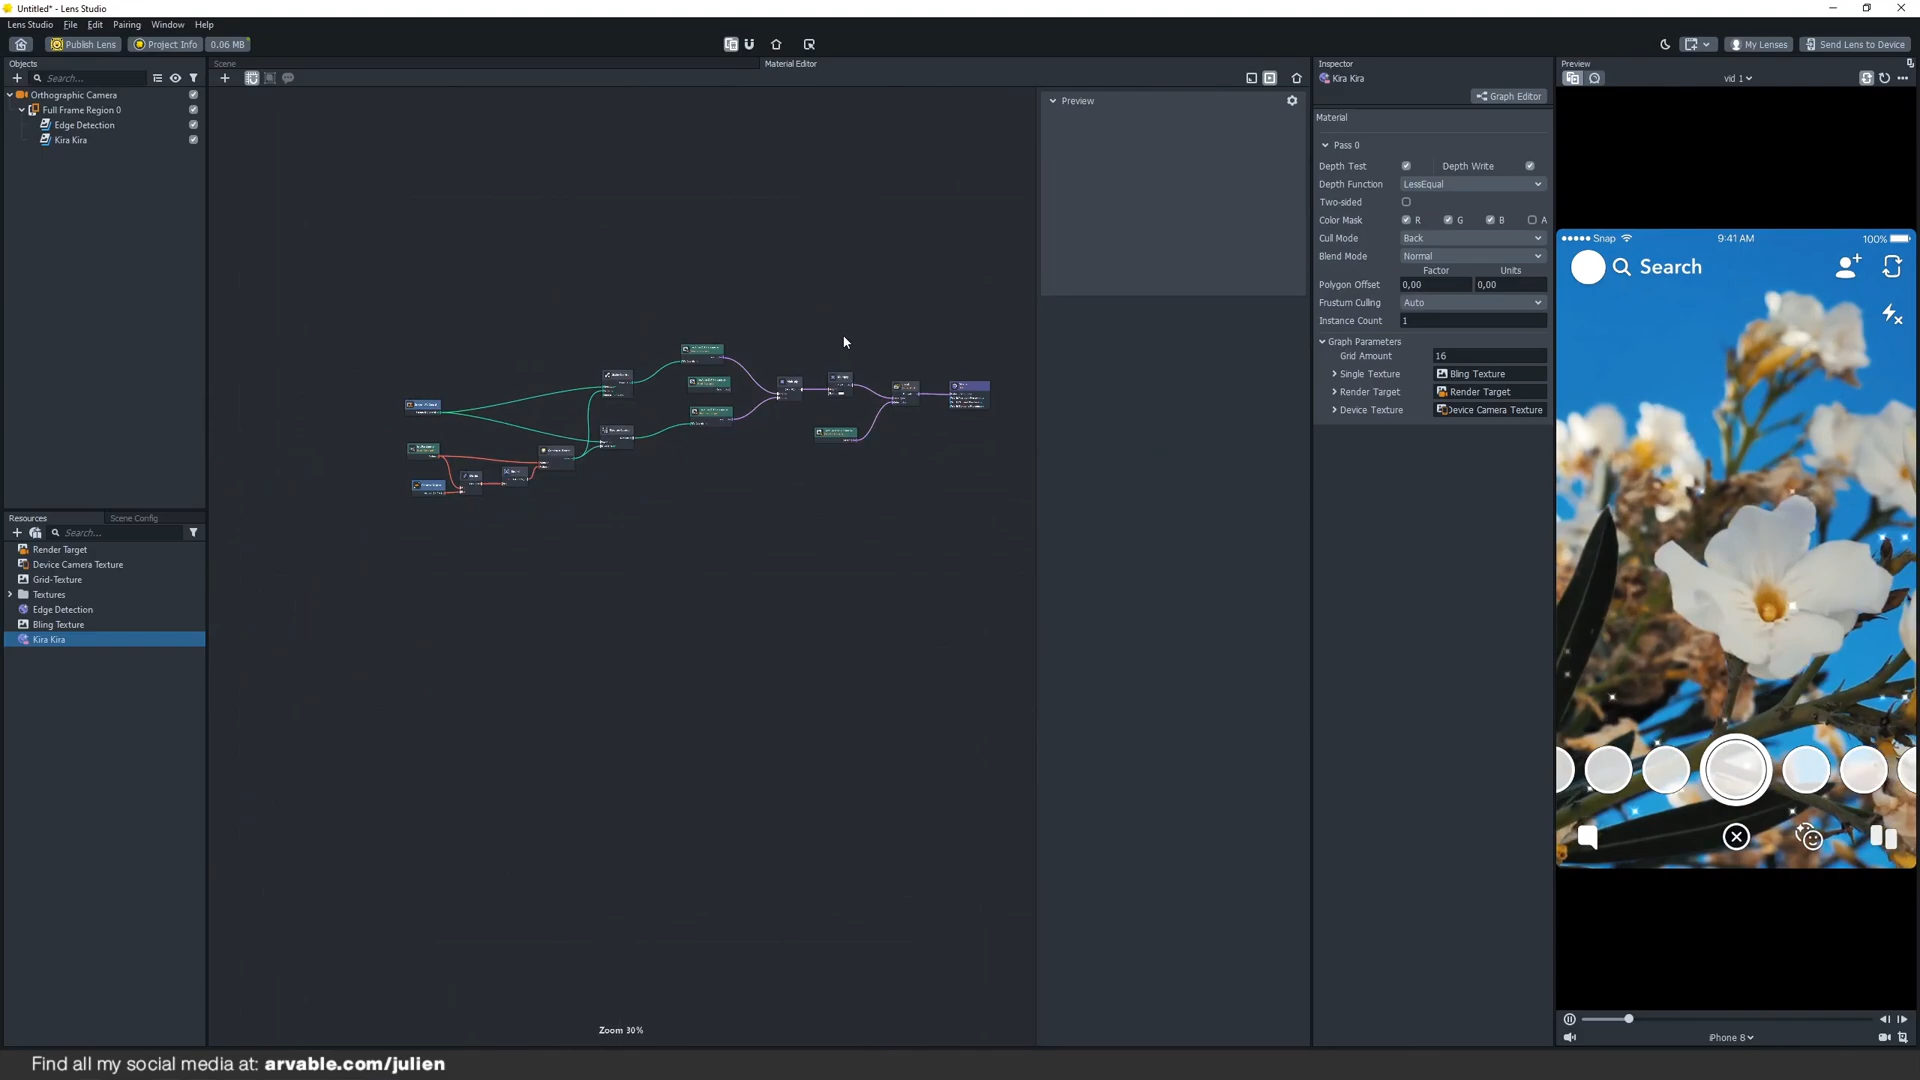 Untitled* - Lens Studio
Lens Studio File Edit Pairing Window Help
Publish Lens Project Info 0.06 MB My Lenses Send Lens to Device
Objects
Search...
Orthographic Camera
Full Frame Region 0
Edge Detection
Kira Kira
Resources Scene Config
Search...
Render Target
Device Camera Texture
Grid-Texture
Textures
Edge Detection
Bling Texture
Kira Kira
Scene Material Editor
Preview
Zoom 30%
Inspector
Kira Kira
Graph Editor
Material
Pass 0
Depth Test Depth Write
Depth Function LessEqual
Two-sided
Color Mask R G B A
Cull Mode Back
Blend Mode Normal
Factor Units
Polygon Offset 0,00 0,00
Frustum Culling Auto
Instance Count 1
Graph Parameters
Grid Amount 16
Single Texture Bling Texture
Render Target Render Target
Device Texture Device Camera Texture
Preview
vid 1
Snap 9:41 AM 100%
Search
iPhone 8
Find all my social media at: arvable.com/julien